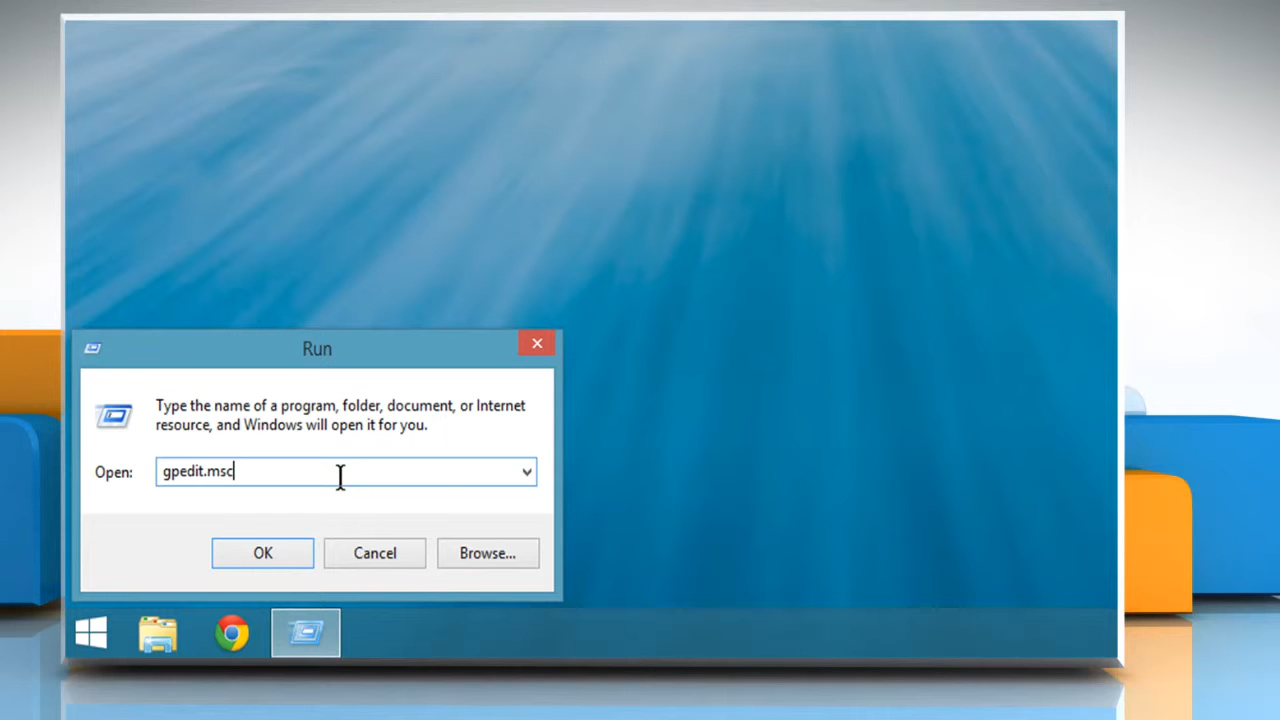 Run
Type the name of a program, folder, document, or Internet
resource, and Windows will open it for you.
Open: gpedit.msc
OK Cancel Browse...